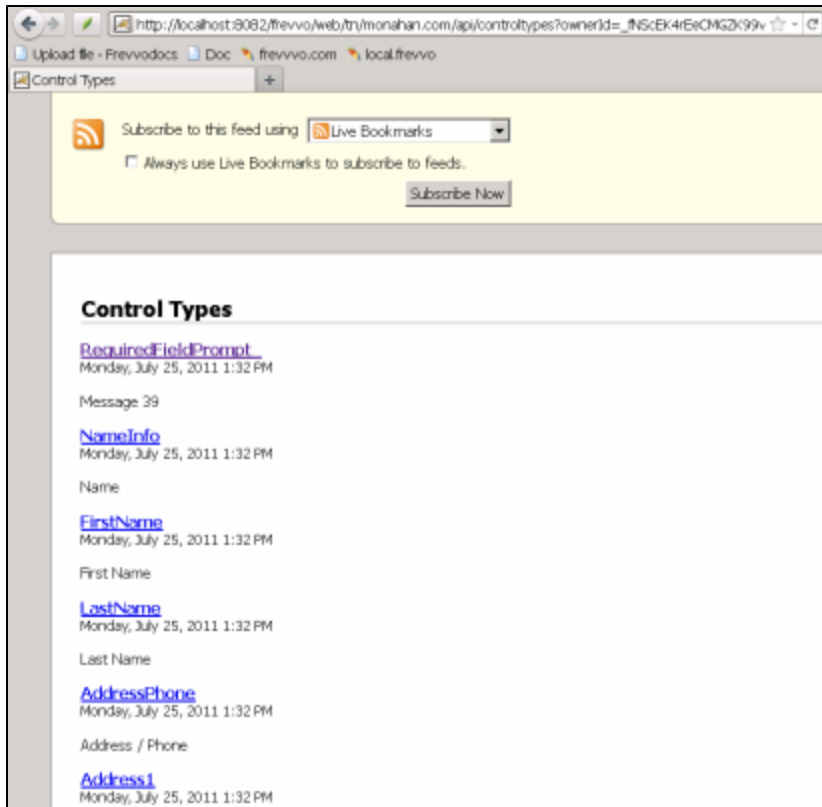 http://localhost:8082/frevvo/web/tn/monahan.com/api/controltypes?ownerId=_fNScEK4rEeCMGZK99v
Upload file - Frevvodocs Doc frevvvo.com local.frevvo
Control Types
Subscribe to this feed using Live Bookmarks
Always use Live Bookmarks to subscribe to feeds.
Subscribe Now
Control Types
RequiredFieldPrompt_
Monday, July 25, 2011 1:32 PM
Message 39
NameInfo
Monday, July 25, 2011 1:32 PM
Name
FirstName
Monday, July 25, 2011 1:32 PM
First Name
LastName
Monday, July 25, 2011 1:32 PM
Last Name
AddressPhone
Monday, July 25, 2011 1:32 PM
Address / Phone
Address1
Monday, July 25, 2011 1:32 PM